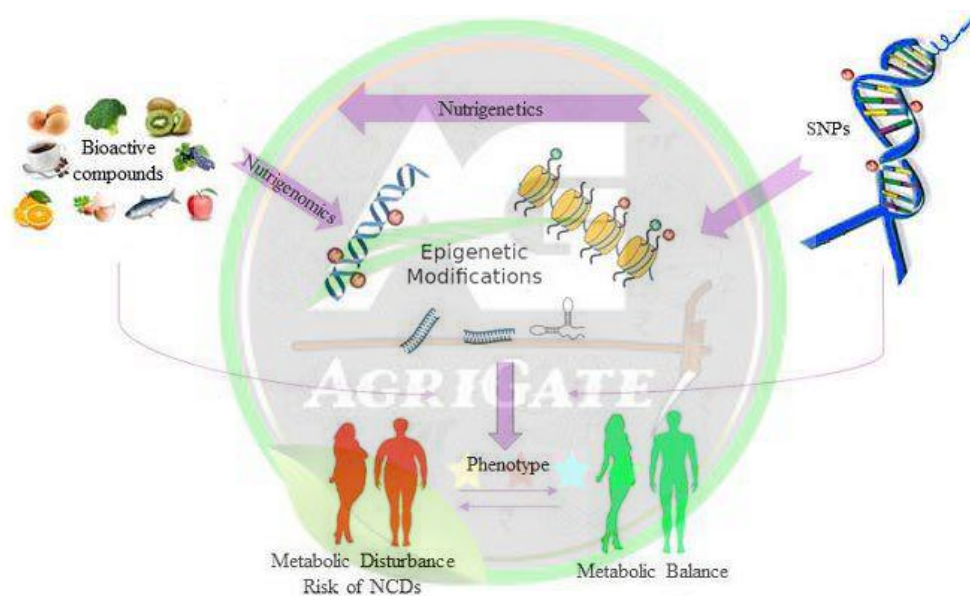 Nutrigenetics
SNPs
Bioactive
compounds
Nutrigenomics
Epigenetic
Modifications
AGRIGATE
Phenotype
Metabolic Disturbance
Risk of NCDs
Metabolic Balance